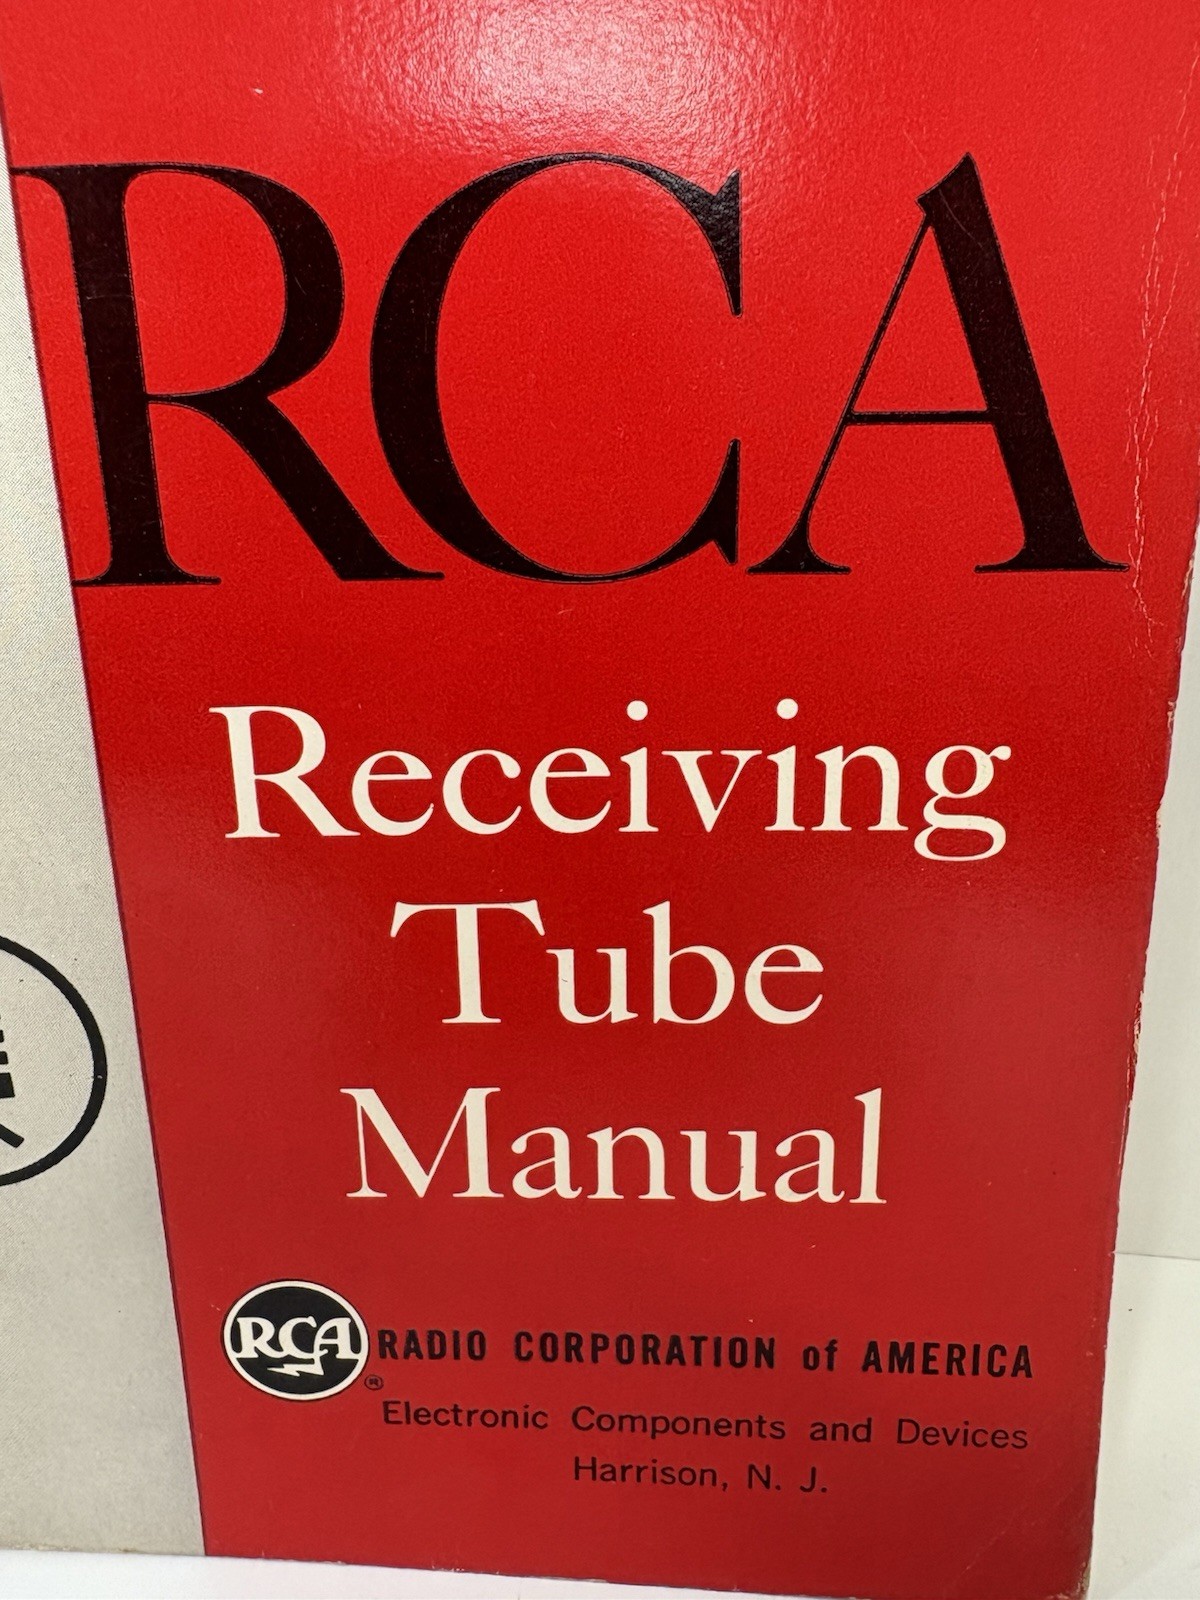 RCA
Receiving
Tube
Manual
RCA RADIO CORPORATION of AMERICA
®
Electronic Components and Devices
Harrison, N. J.